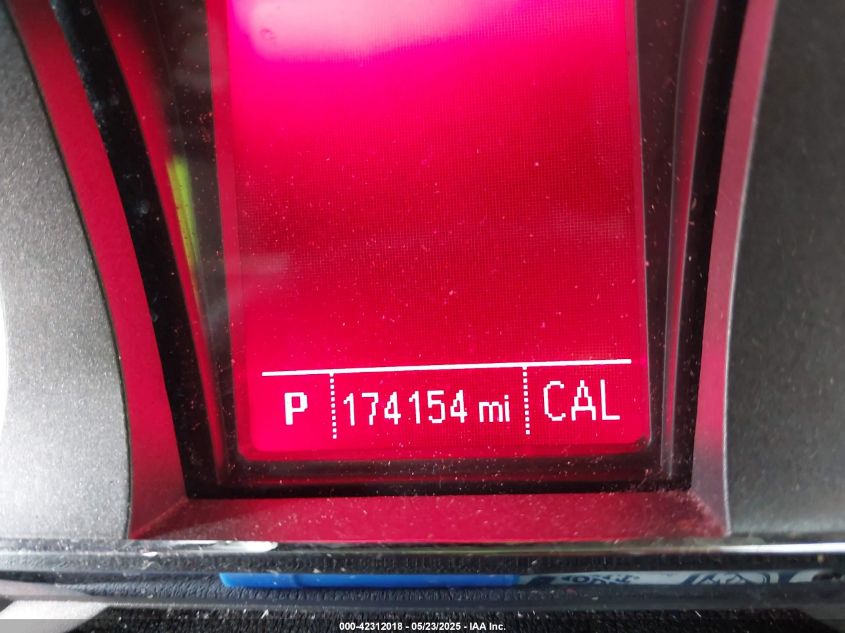 P 174154 mi CAL
000-42312018 - 05/23/2025 - IAA Inc.